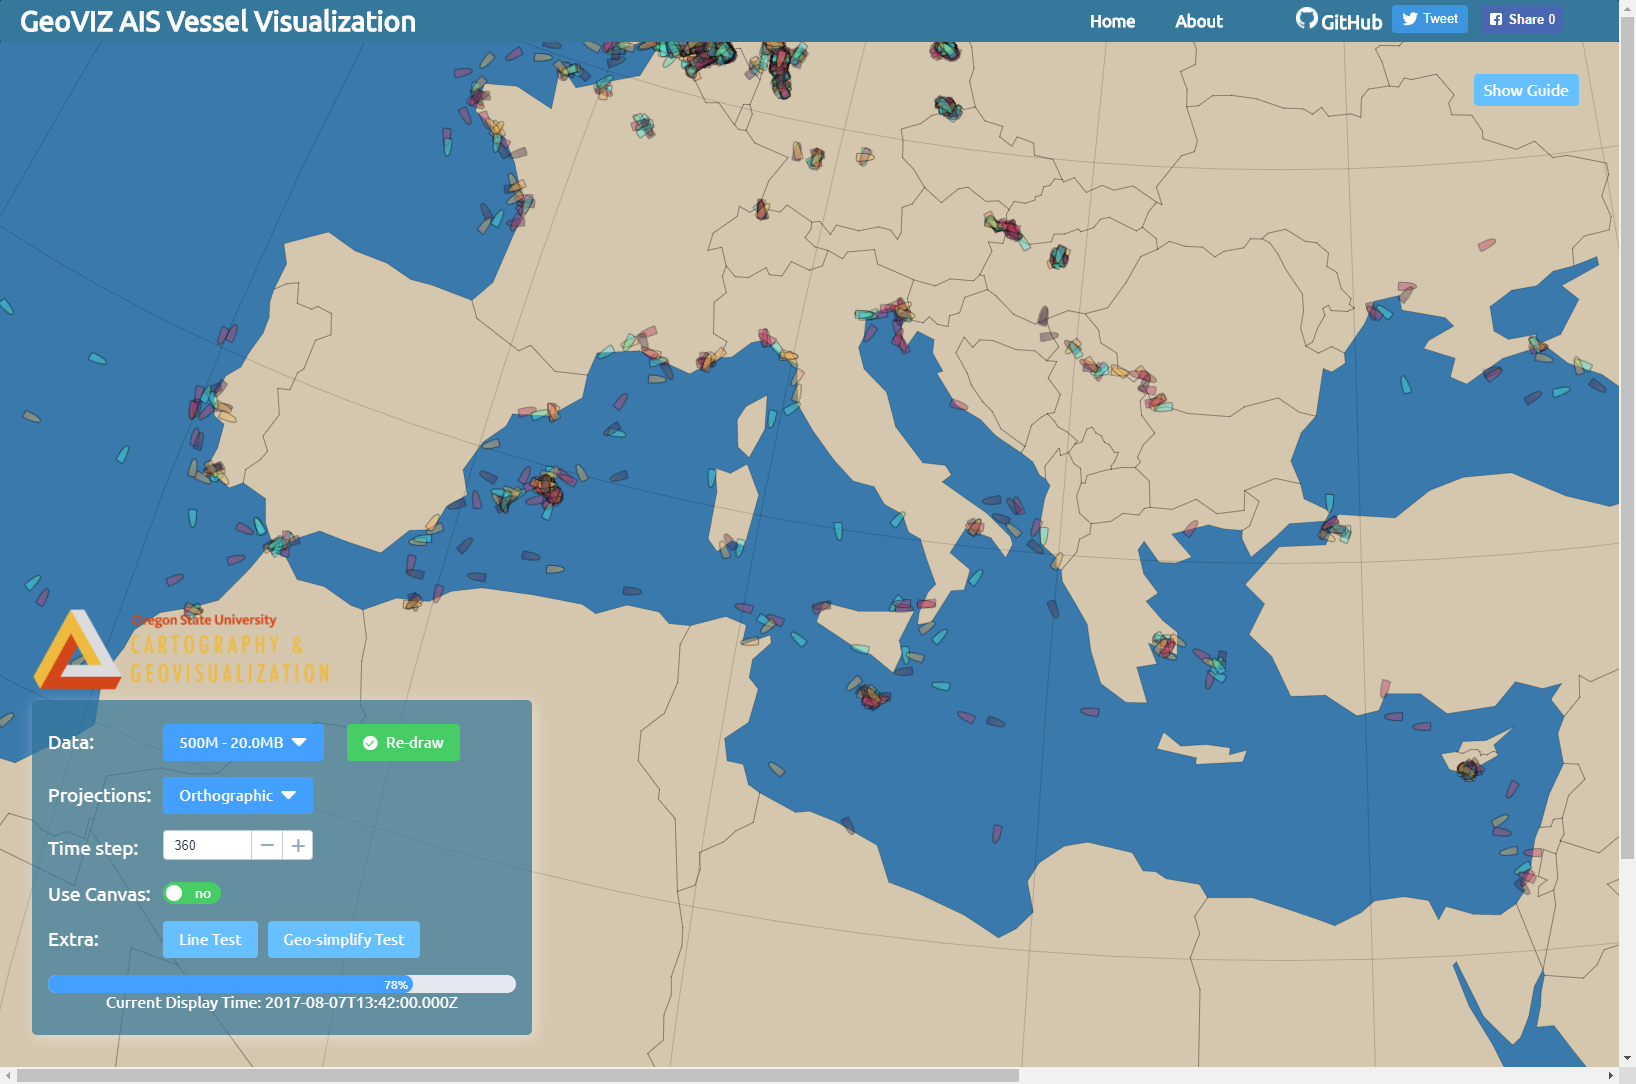 GeoVIZ AIS Vessel Visualization
Home About GitHub Tweet Share 0
Show Guide
Oregon State University
CARTOGRAPHY &
GEOVISUALIZATION
Data: 500M - 20.0MB Re-draw
Projections: Orthographic
Time step: 360
Use Canvas: no
Extra: Line Test Geo-simplify Test
78%
Current Display Time: 2017-08-07T13:42:00.000Z